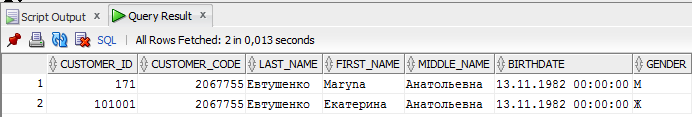 Script Output x Query Result x
SQL | All Rows Fetched: 2 in 0,013 seconds
CUSTOMER_ID CUSTOMER_CODE LAST_NAME FIRST_NAME MIDDLE_NAME BIRTHDATE GENDER
1 171 2067755 Евтушенко Maryna Анатольевна 13.11.1982 00:00:00 М
2 101001 2067755 Евтушенко Екатерина Анатольевна 13.11.1982 00:00:00 Ж